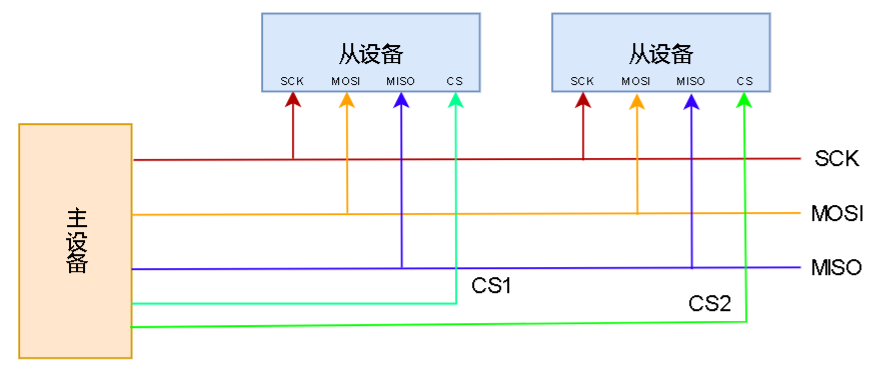 从设备
从设备
SCK MOSI MISO CS
SCK MOSI MISO CS
主设备
SCK
MOSI
MISO
CS1
CS2